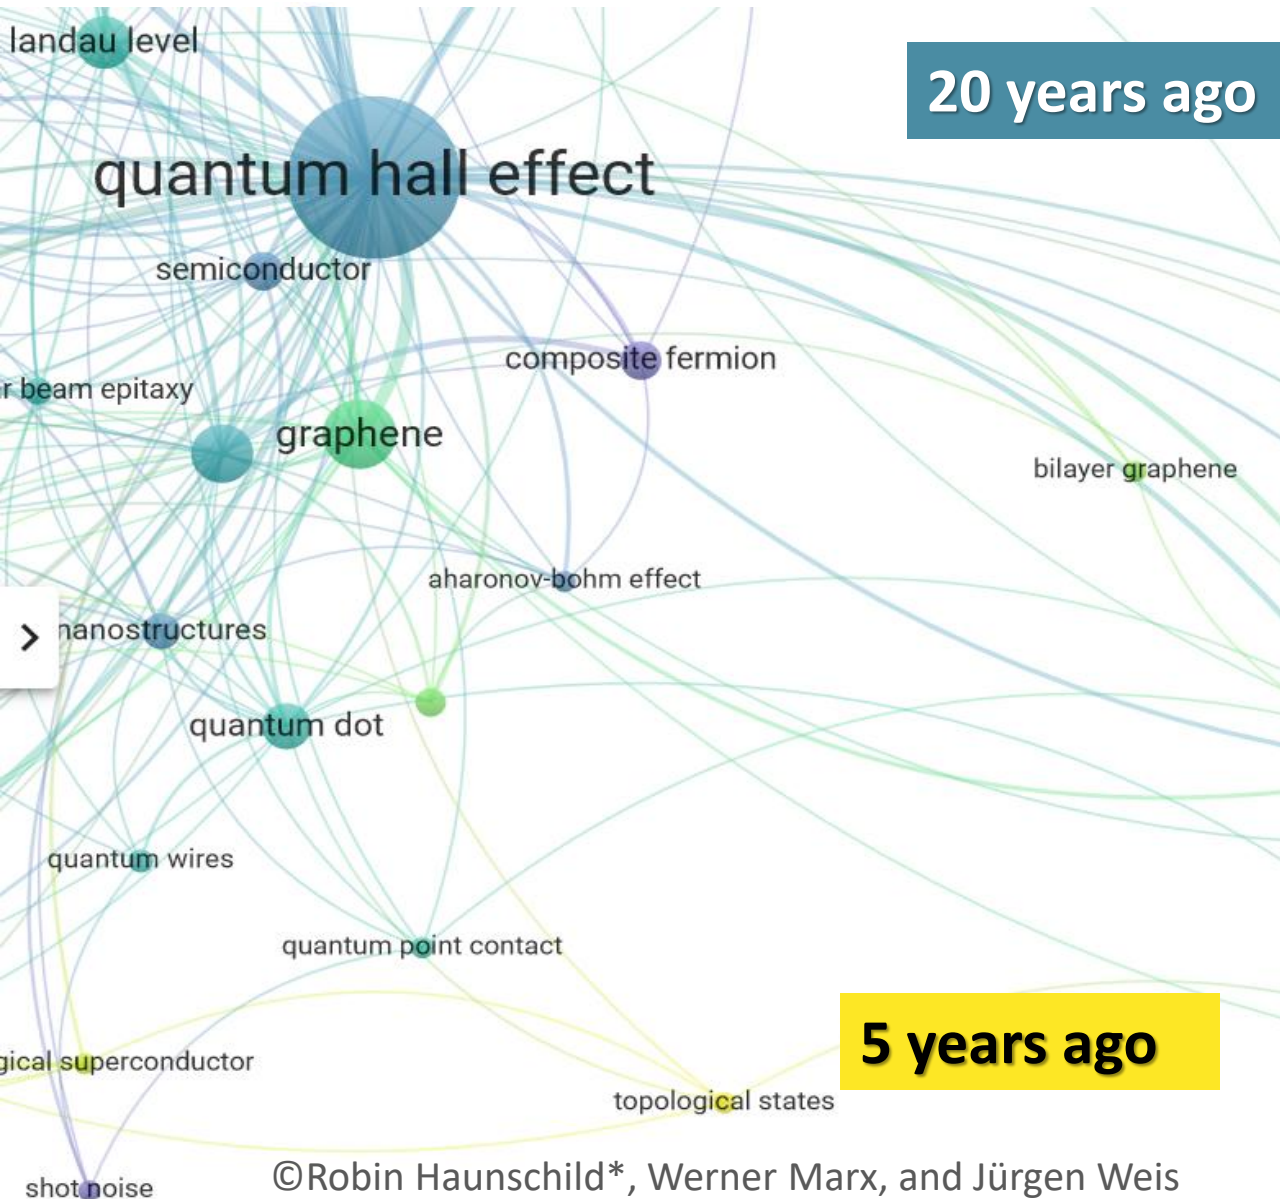 landau level
20 years ago
quantum hall effect
semiconductor
composite fermion
r beam epitaxy
graphene
bilayer graphene
aharonov-bohm effect
nanostructures
quantum dot
quantum wires
quantum point contact
5 years ago
gical superconductor
topological states
©Robin Haunschild*, Werner Marx, and Jürgen Weis
shot noise